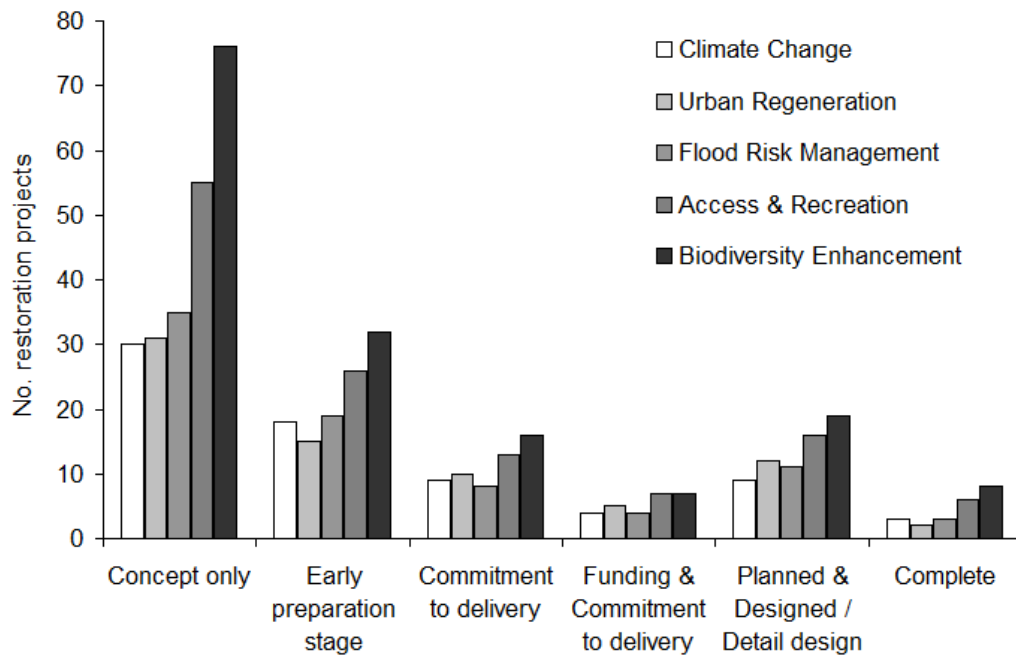 No. restoration projects
80
70
60
50
40
30
20
10
0
Climate Change
Urban Regeneration
Flood Risk Management
Access & Recreation
Biodiversity Enhancement
Concept only
Early
preparation
stage
Commitment
to delivery
Funding &
Commitment
to delivery
Planned &
Designed /
Detail design
Complete